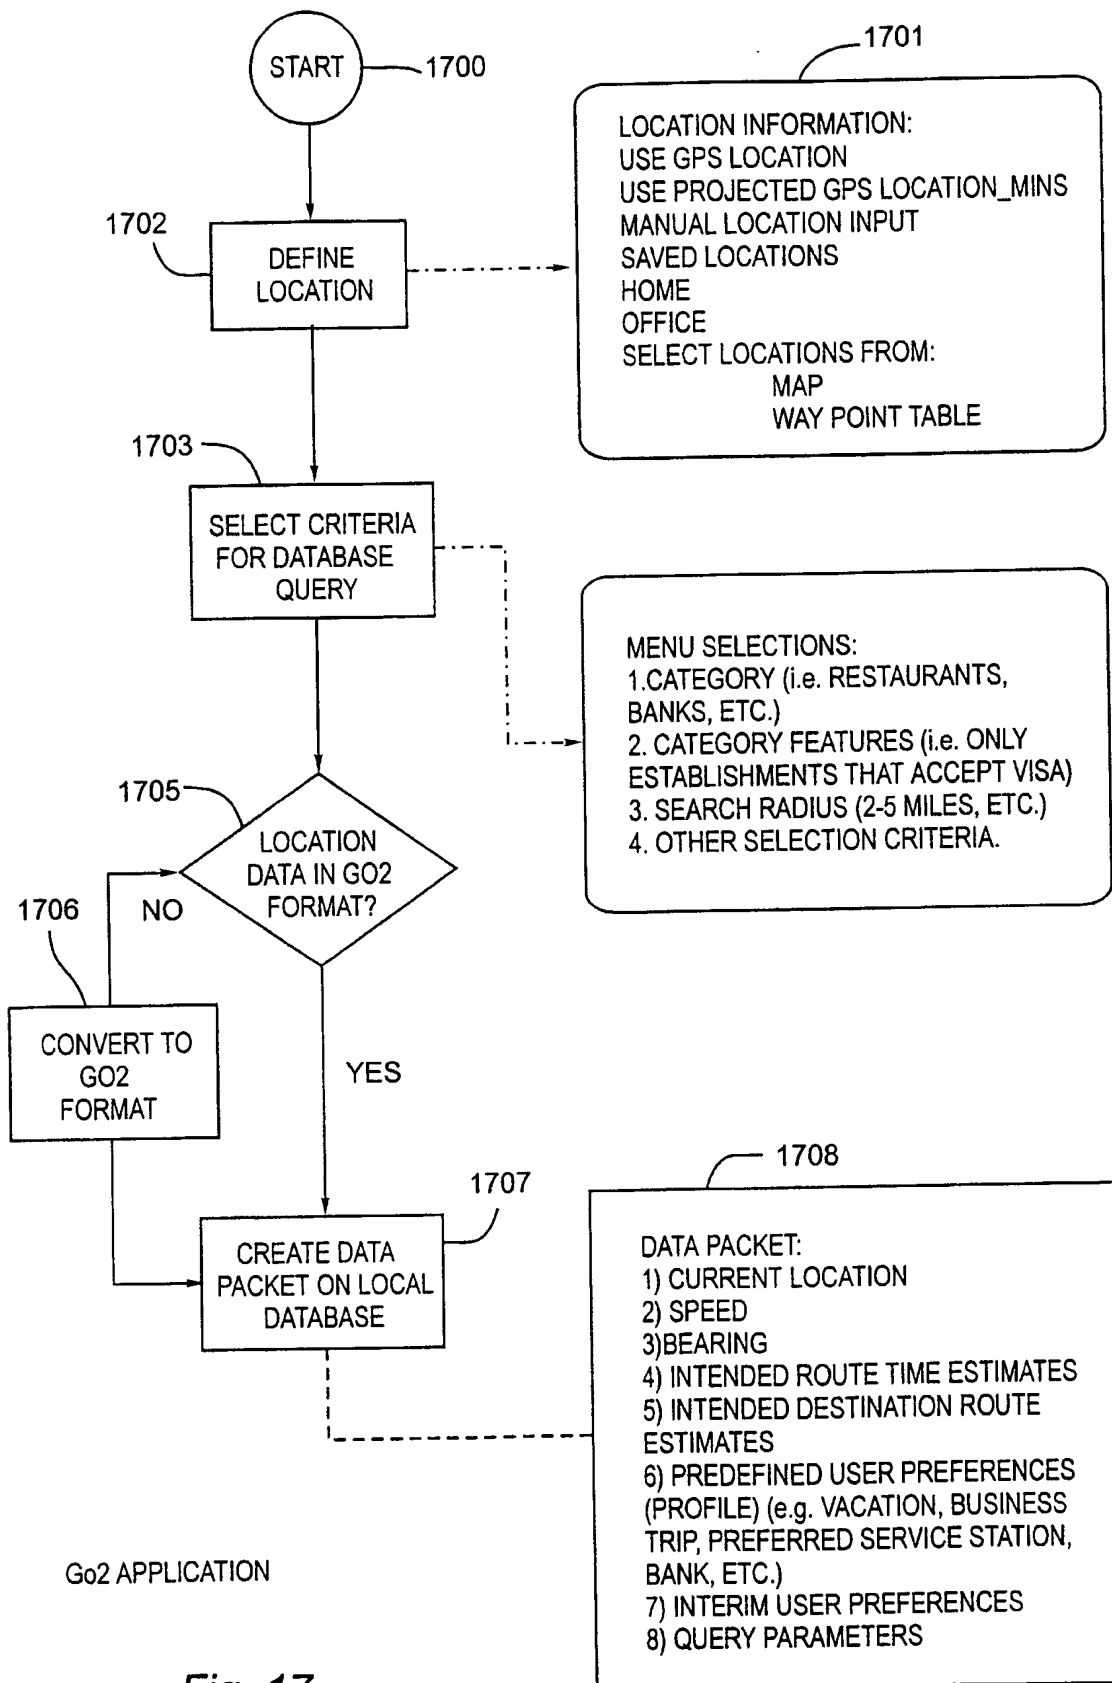 START
1700
1701
LOCATION INFORMATION:
USE GPS LOCATION
USE PROJECTED GPS LOCATION_MINS
MANUAL LOCATION INPUT
SAVED LOCATIONS
HOME
OFFICE
SELECT LOCATIONS FROM:
MAP
WAY POINT TABLE
1702
DEFINE
LOCATION
1703
SELECT CRITERIA
FOR DATABASE
QUERY
MENU SELECTIONS:
1.CATEGORY (i.e. RESTAURANTS,
BANKS, ETC.)
2. CATEGORY FEATURES (i.e. ONLY
ESTABLISHMENTS THAT ACCEPT VISA)
3. SEARCH RADIUS (2-5 MILES, ETC.)
4. OTHER SELECTION CRITERIA.
1705
LOCATION
DATA IN GO2
FORMAT?
NO
1706
CONVERT TO
GO2
FORMAT
YES
1707
CREATE DATA
PACKET ON LOCAL
DATABASE
1708
DATA PACKET:
1) CURRENT LOCATION
2) SPEED
3)BEARING
4) INTENDED ROUTE TIME ESTIMATES
5) INTENDED DESTINATION ROUTE
ESTIMATES
6) PREDEFINED USER PREFERENCES
(PROFILE) (e.g. VACATION, BUSINESS
TRIP, PREFERRED SERVICE STATION,
BANK, ETC.)
7) INTERIM USER PREFERENCES
8) QUERY PARAMETERS
Go2 APPLICATION
Fig. 17